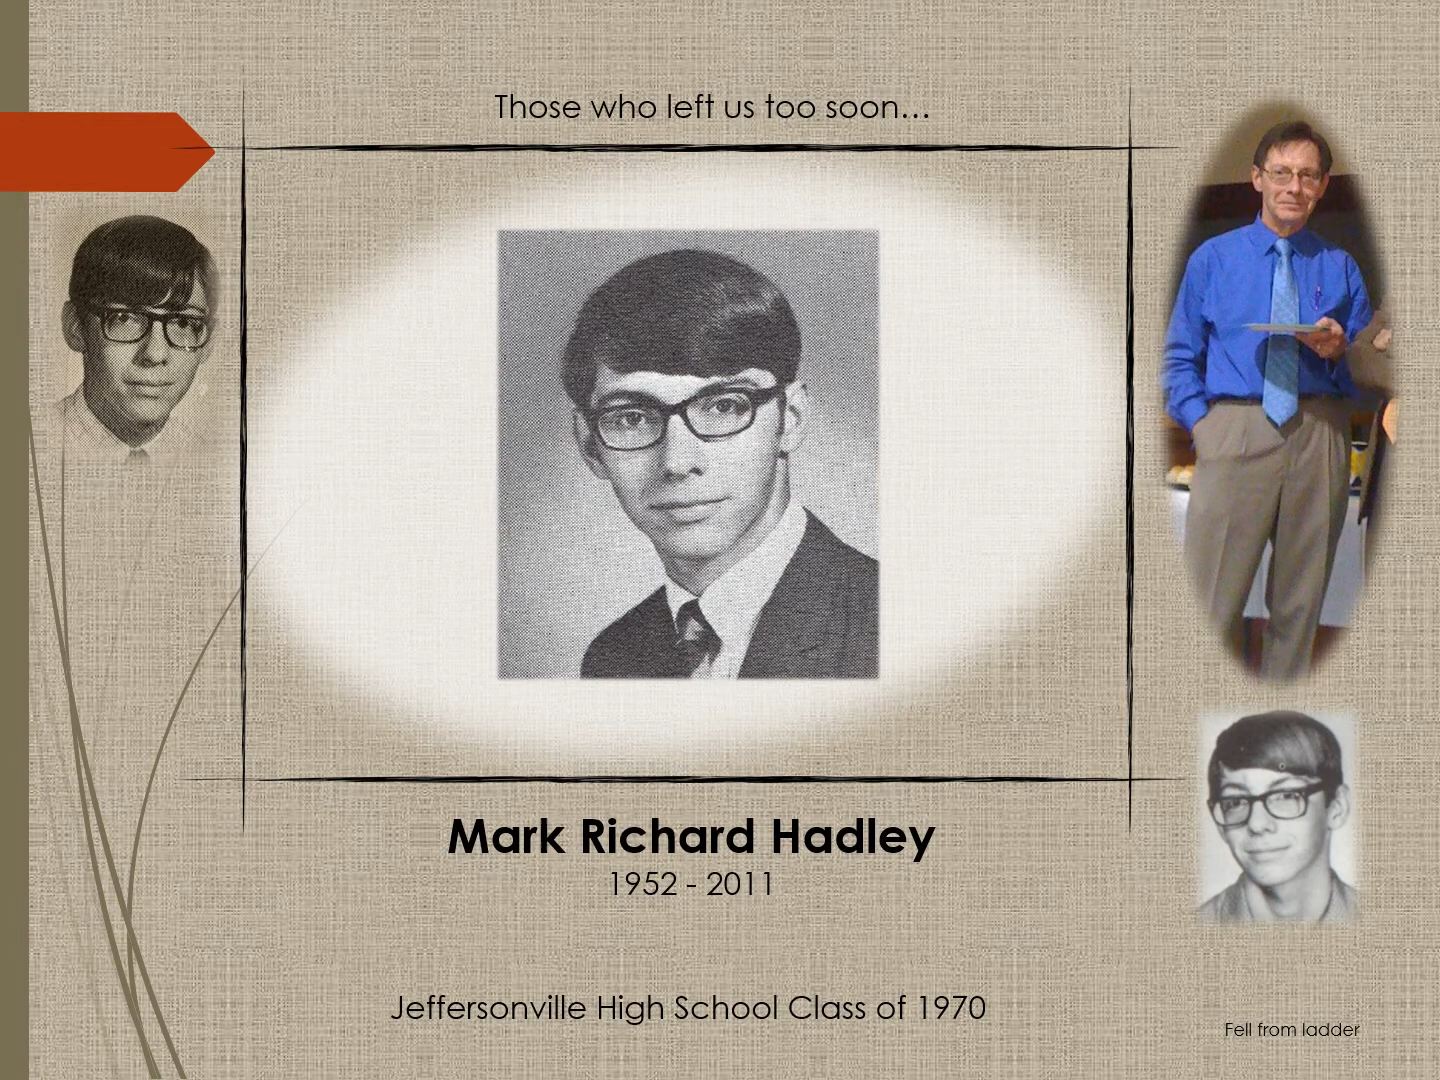 Those who left us too soon…
Mark Richard Hadley
1952 - 2011
Jeffersonville High School Class of 1970
Fell from ladder